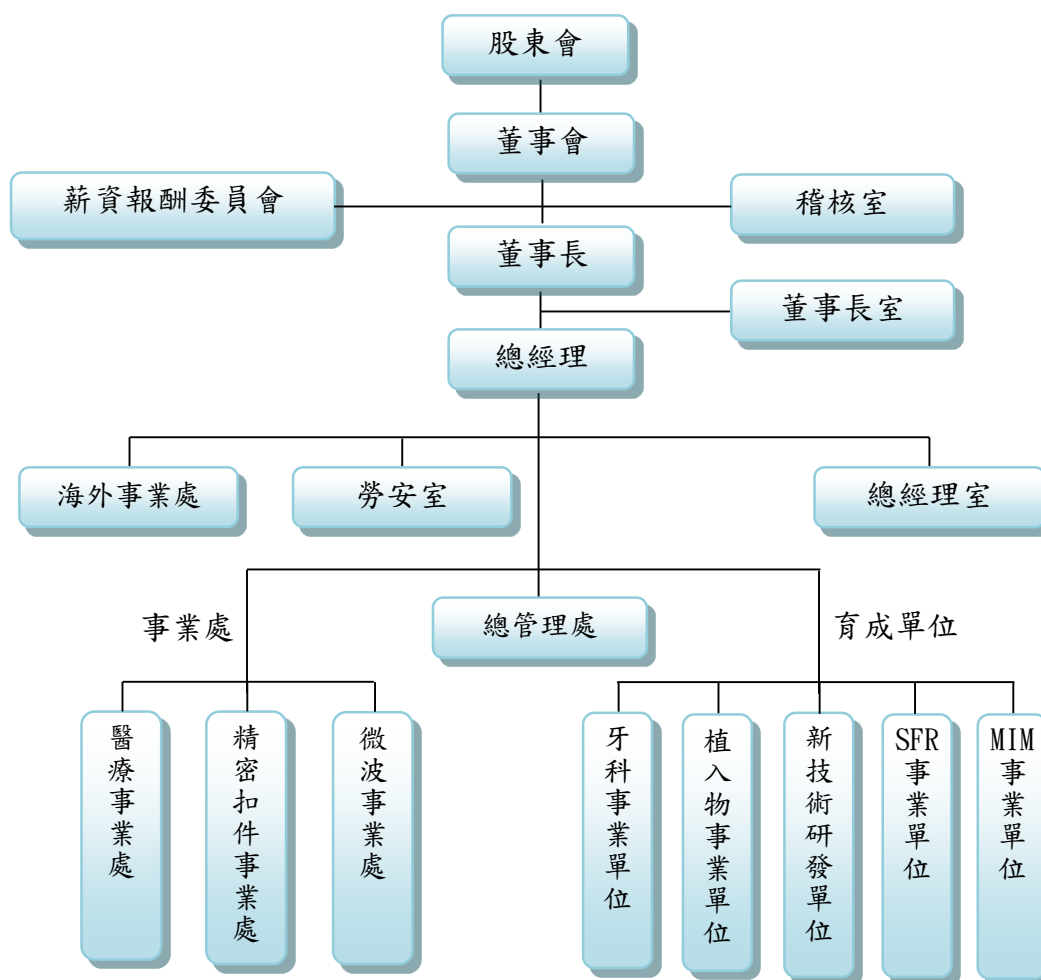 股東會
董事會
薪資報酬委員會
稽核室
董事長
董事長室
總經理
海外事業處
勞安室
總經理室
事業處
總管理處
育成單位
醫療事業處
精密扣件事業處
微波事業處
牙科事業單位
植入物事業單位
新技術研發單位
SFR事業單位
MIM事業單位